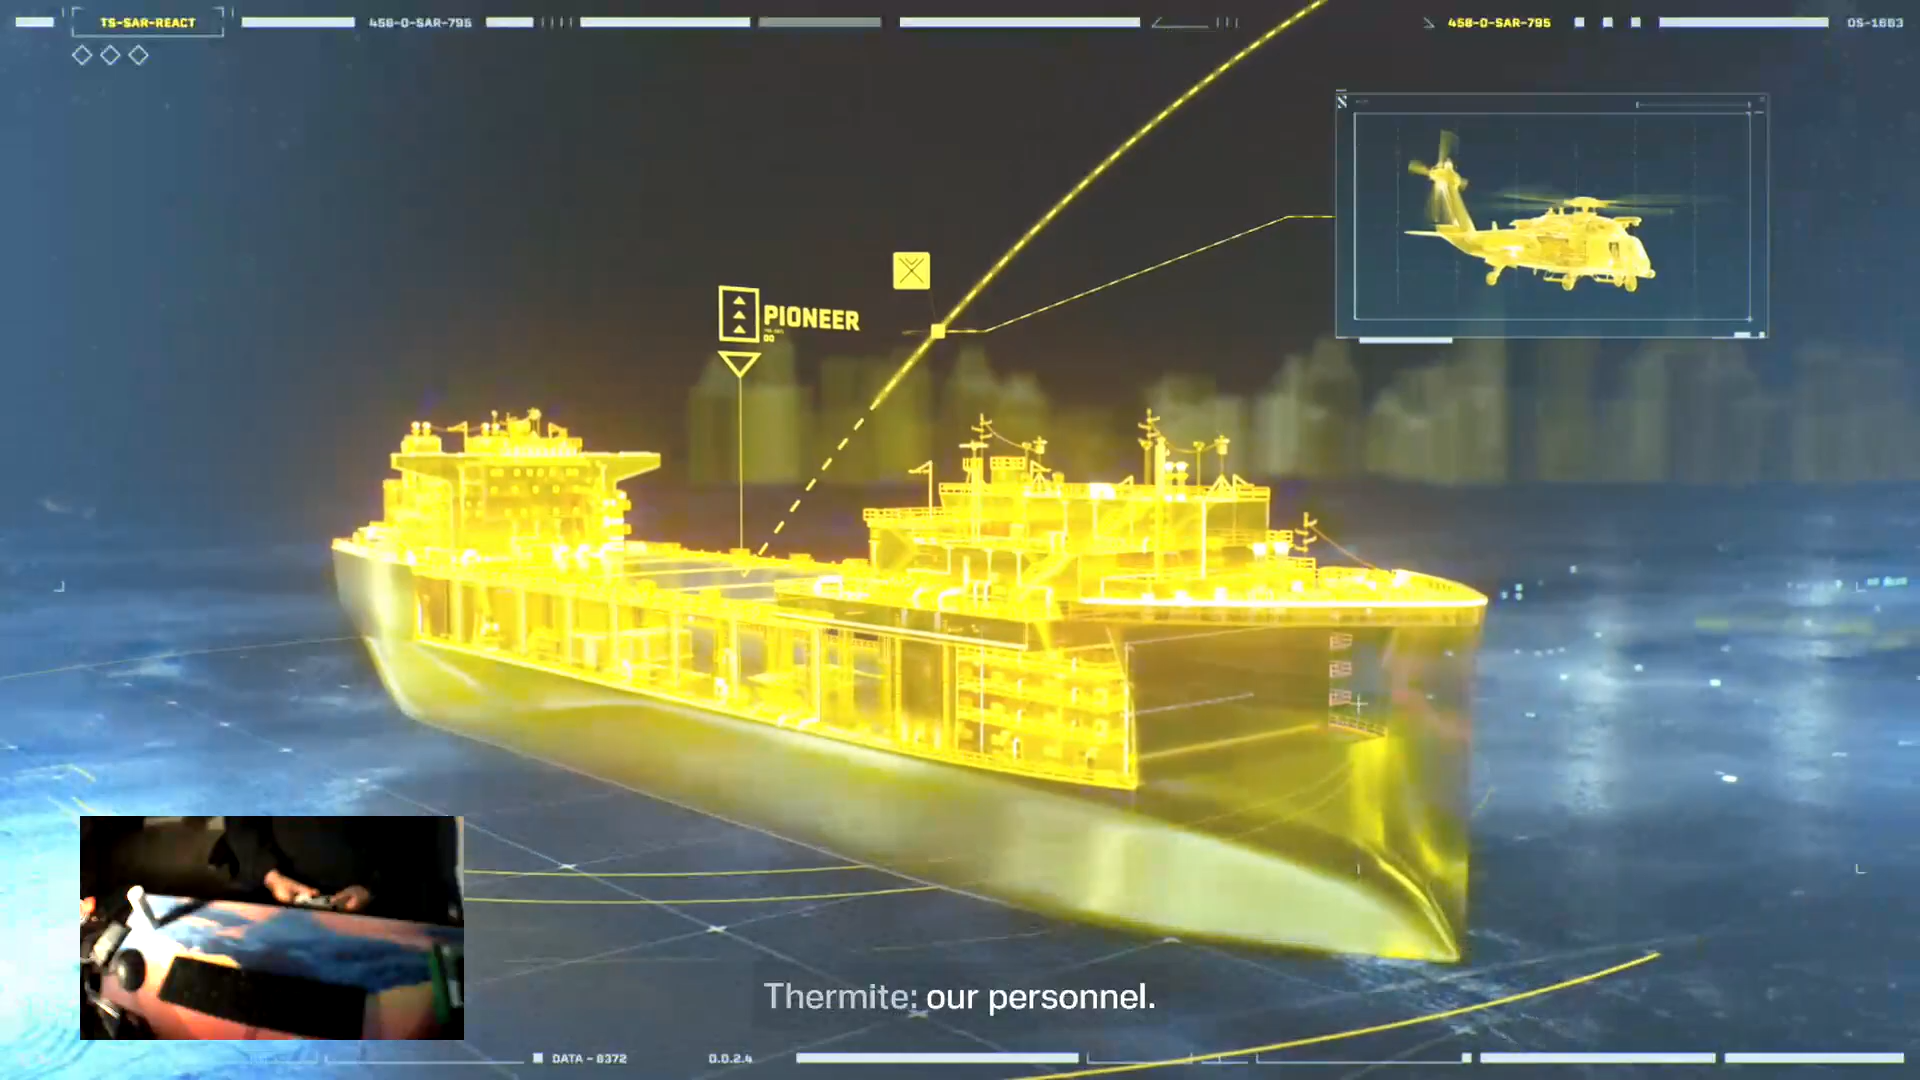 TS-SAR-REACT
458-0-SAR-795
458-0-SAR-795
OS-1663
PIONEER
Thermite: our personnel.
DATA - 8372
0.0.2.4